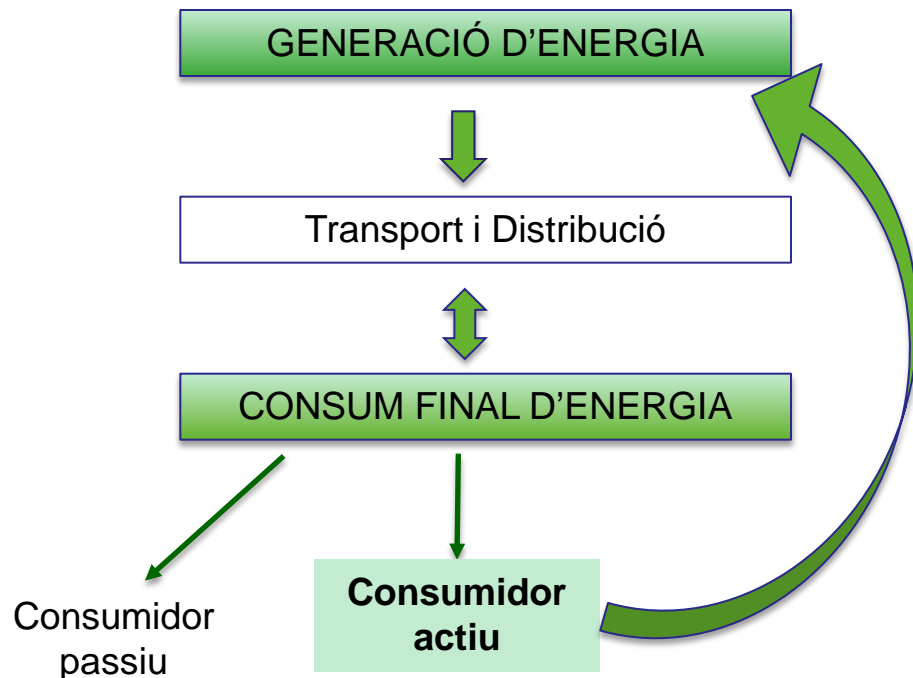 GENERACIÓ D’ENERGIA
Transport i Distribució
CONSUM FINAL D’ENERGIA
Consumidor
passiu
Consumidor
actiu